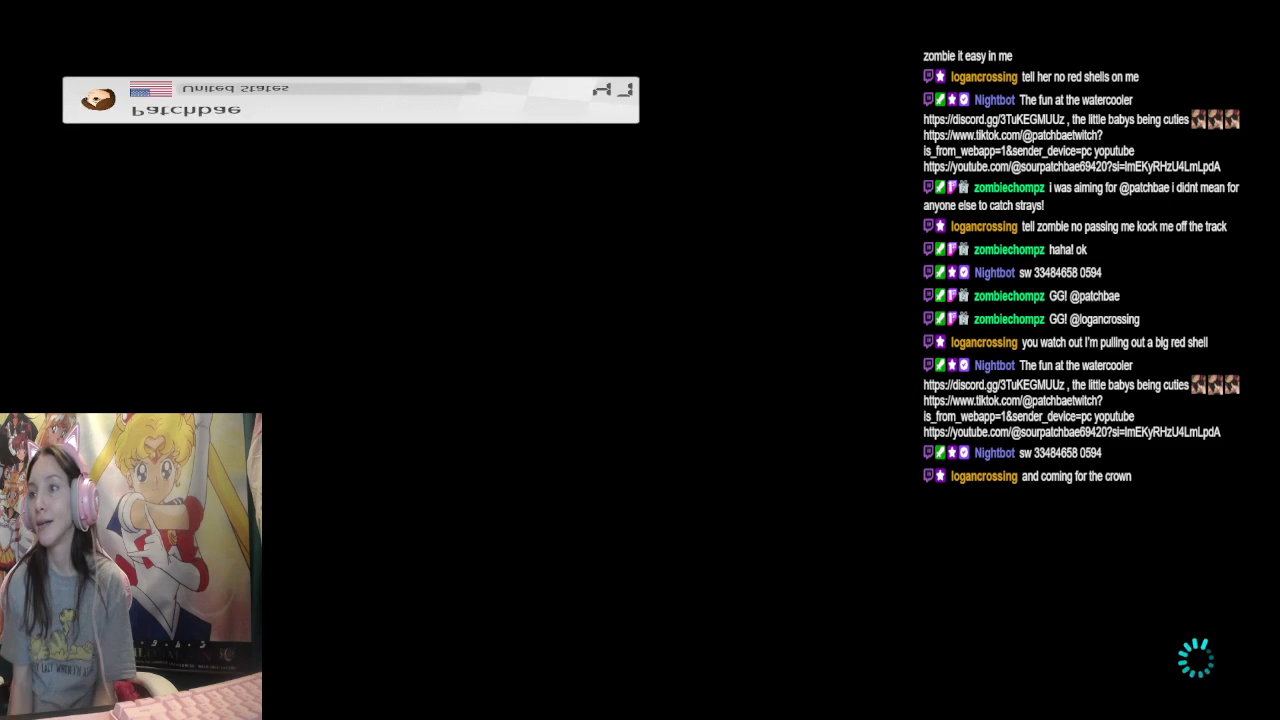 Patchbae
United States
zombie it easy in me
logancrossing tell her no red shells on me
Nightbot The fun at the watercooler
https://discord.gg/3TuKEGMUUz , the little babys being cuties
https://www.tiktok.com/@patchbaetwitch?
is_from_webapp=1&sender_device=pc yoputube
https://youtube.com/@sourpatchbae69420?si=ImEKyRHzU4LmLpdA
zombiechompz i was aiming for @patchbae i didnt mean for
anyone else to catch strays!
logancrossing tell zombie no passing me kock me off the track
zombiechompz haha! ok
Nightbot sw 33484658 0594
zombiechompz GG! @patchbae
zombiechompz GG! @logancrossing
logancrossing you watch out I'm pulling out a big red shell
Nightbot The fun at the watercooler
https://discord.gg/3TuKEGMUUz , the little babys being cuties
https://www.tiktok.com/@patchbaetwitch?
is_from_webapp=1&sender_device=pc yoputube
https://youtube.com/@sourpatchbae69420?si=ImEKyRHzU4LmLpdA
Nightbot sw 33484658 0594
logancrossing and coming for the crown